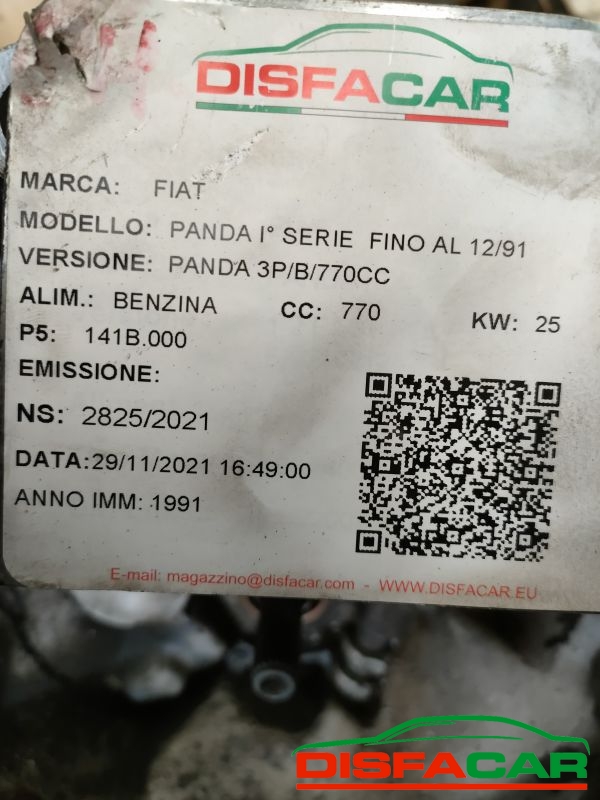 DISFACAR
MARCA: FIAT
MODELLO: PANDA I° SERIE FINO AL 12/91
VERSIONE: PANDA 3P/B/770CC
ALIM.: BENZINA CC: 770 KW: 25
P5: 141B.000
EMISSIONE:
NS: 2825/2021
DATA:29/11/2021 16:49:00
ANNO IMM: 1991
E-mail: magazzino@disfacar.com - WWW.DISFACAR.EU
DISFACAR